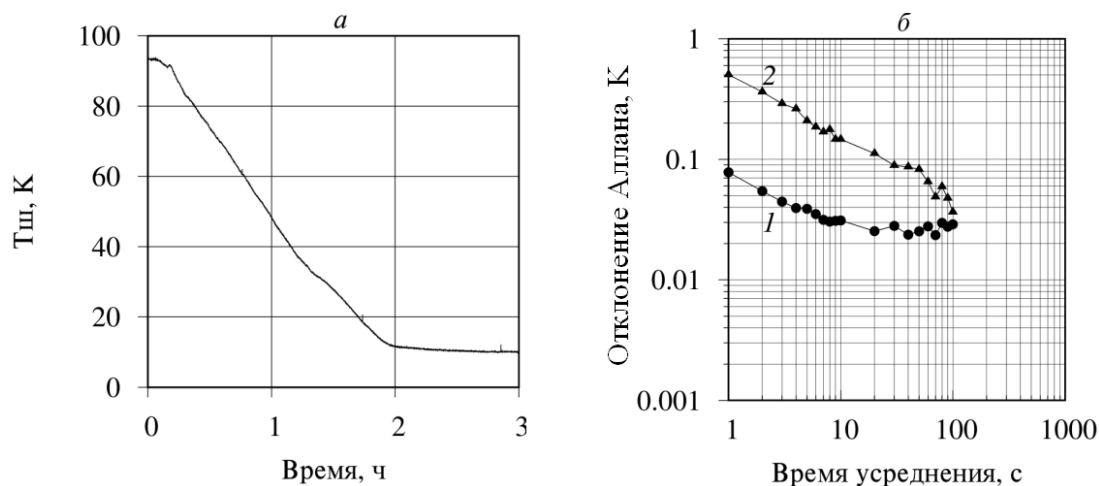 а
100
80
60
40
20
0
0 1 2 3
Тш, К
Время, ч
б
1
0.1
0.01
0.001
1 10 100 1000
2
1
Отклонение Аллана, К
Время усреднения, с